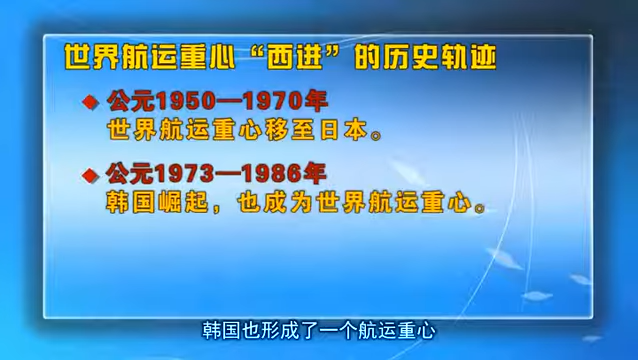 世界航运重心“西进”的历史轨迹
公元1950—1970年
世界航运重心移至日本。
公元1973—1986年
韩国崛起，也成为世界航运重心。
韩国也形成了一个航运重心